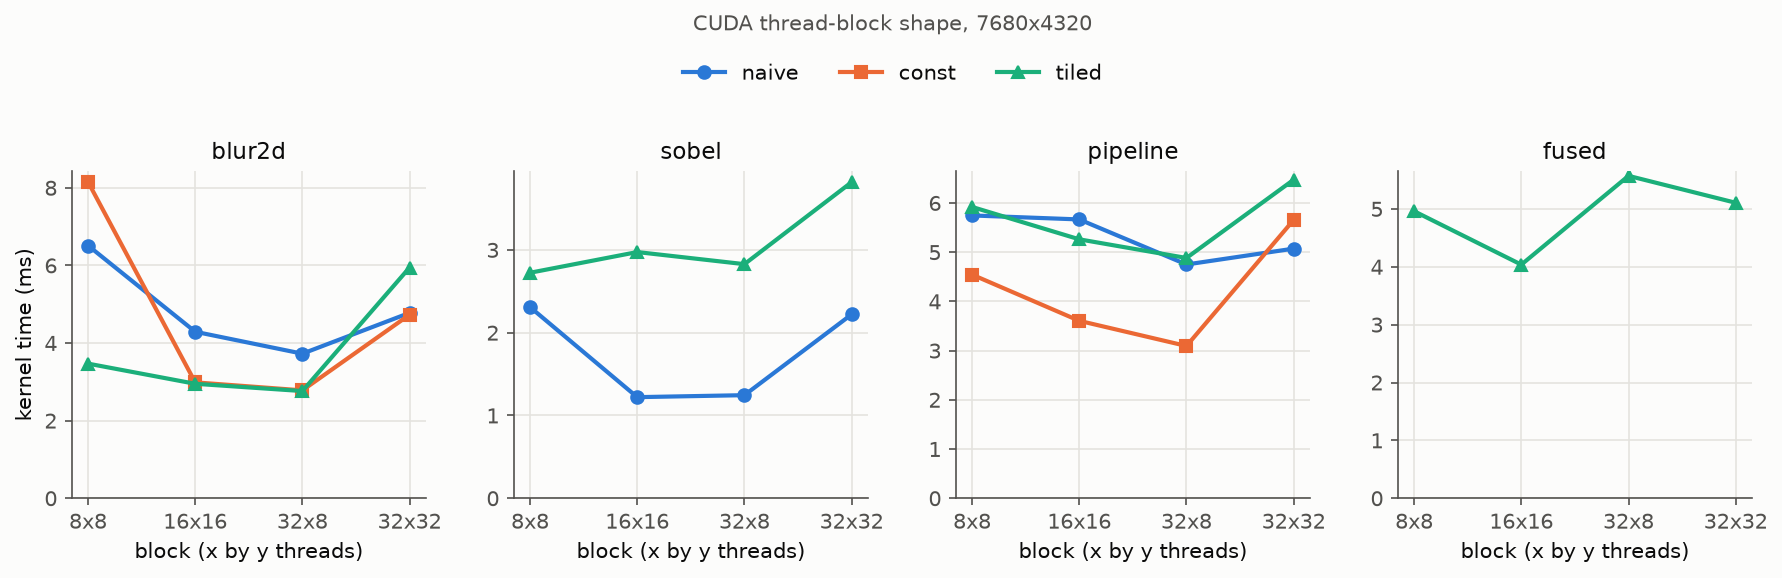 CUDA thread-block shape, 7680x4320
naive const tiled
blur2d
kernel time (ms)
8
6
4
2
0
8x8 16x16 32x8 32x32
block (x by y threads)
sobel
3
2
1
0
8x8 16x16 32x8 32x32
block (x by y threads)
pipeline
6
5
4
3
2
1
0
8x8 16x16 32x8 32x32
block (x by y threads)
fused
5
4
3
2
1
0
8x8 16x16 32x8 32x32
block (x by y threads)